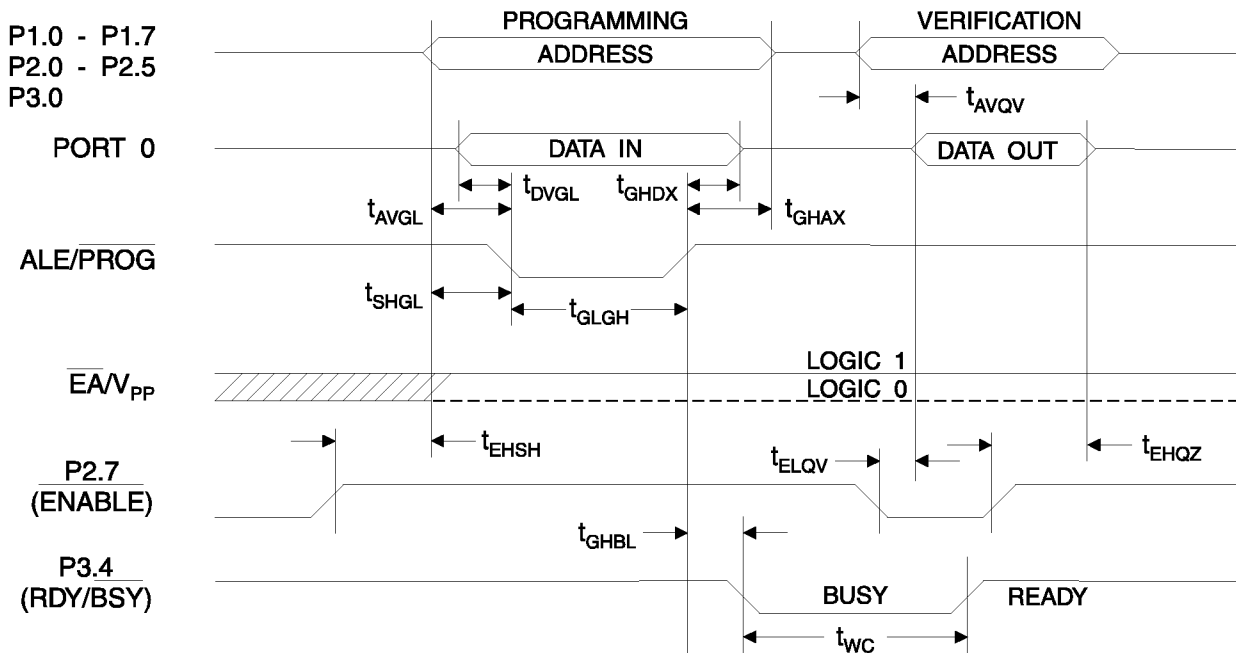 PROGRAMMING
VERIFICATION
P1.0 - P1.7
P2.0 - P2.5
P3.0
ADDRESS
ADDRESS
tAVQV
PORT 0
DATA IN
DATA OUT
tDVGL
tGHDX
tAVGL
tGHAX
ALE/PROG
tSHGL
tGLGH
EA/VPP
LOGIC 1
LOGIC 0
tEHSH
tELQV
tEHQZ
P2.7
(ENABLE)
tGHBL
P3.4
(RDY/BSY)
BUSY
READY
tWC